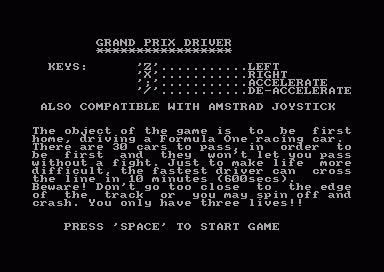 GRAND PRIX DRIVER
*****************
KEYS: 'Z'...........LEFT
'X'...........RIGHT
';'...........ACCELERATE
'/'...........DE-ACCELERATE
ALSO COMPATIBLE WITH AMSTRAD JOYSTICK
The object of the game is to be first
home, driving a Formula One racing car.
There are 30 cars to pass, in order to
be first and they won't let you pass
without a fight. Just to make life more
difficult, the fastest driver can cross
the line in 10 minutes (600secs).
Beware! Don't go too close to the edge
of the track or you may spin off and
crash. You only have three lives!!
PRESS 'SPACE' TO START GAME